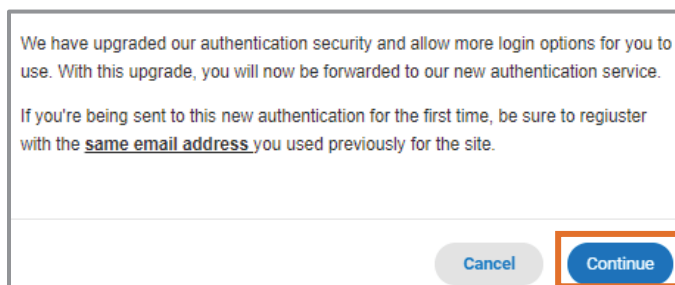 We have upgraded our authentication security and allow more login options for you to
use. With this upgrade, you will now be forwarded to our new authentication service.
If you're being sent to this new authentication for the first time, be sure to regiuster
with the same email address you used previously for the site.
Cancel Continue